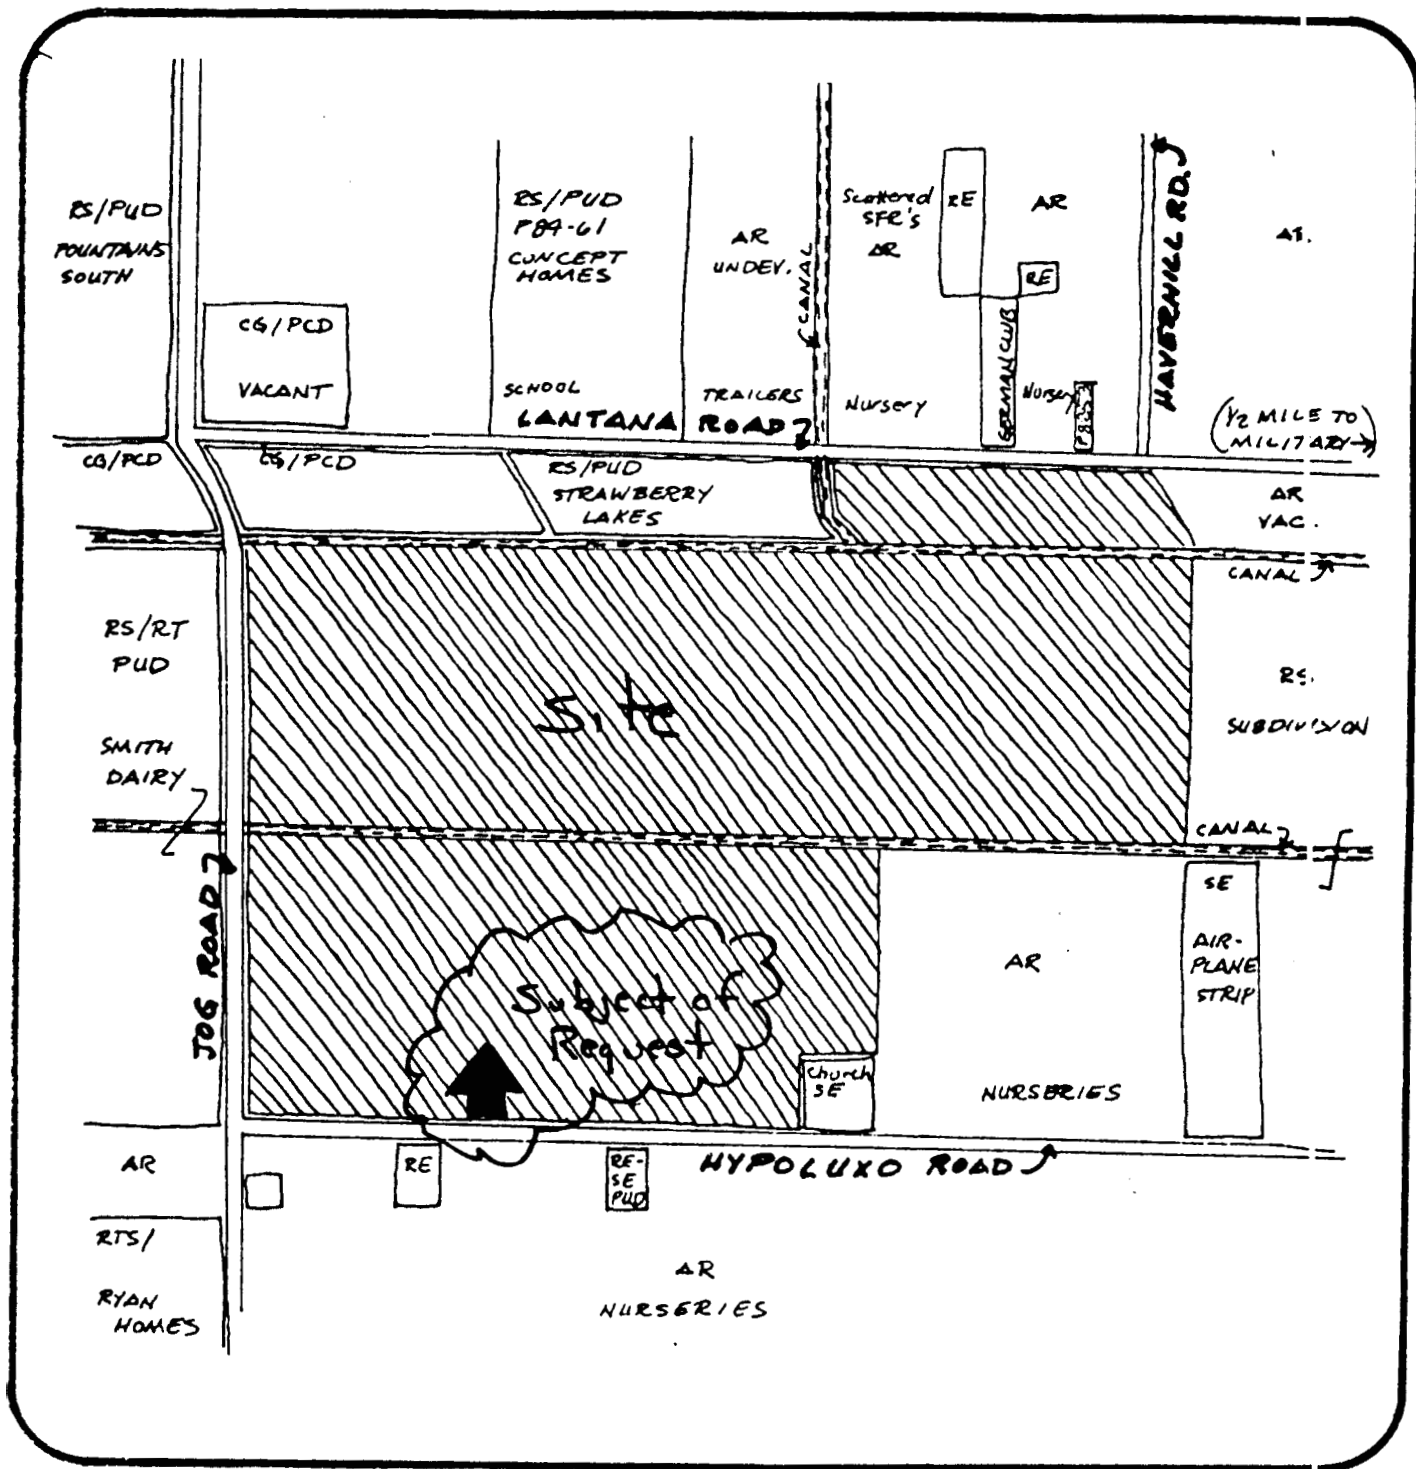 RS/PUD
FOUNTAINS
SOUTH
CG/PCD
VACANT
RS/PUD
P84-61
CONCEPT
HOMES
SCHOOL
AR
UNDEV.
TRAILERS
CANAL
Scattered
SFR's
AR
Nursery
RE
AR
RE
GERMAN CLUB
Nursery
HAVERHILL RD.
(1/2 MILE TO
MILITARY→)
LANTANA ROAD
CG/PCD
CG/PCD
RS/PUD
STRAWBERRY
LAKES
AR
VAC.
CANAL
RS/RT
PUD
SMITH
DAIRY
Site
RS.
SUBDIVISION
CANAL
JOG ROAD
Subject of
Request
Church
SE
AR
NURSERIES
SE
AIR-
PLANE
STRIP
HYPOLUXO ROAD
AR
RE
RE-
SE
PUD
RTS/
RYAN
HOMES
AR
NURSERIES